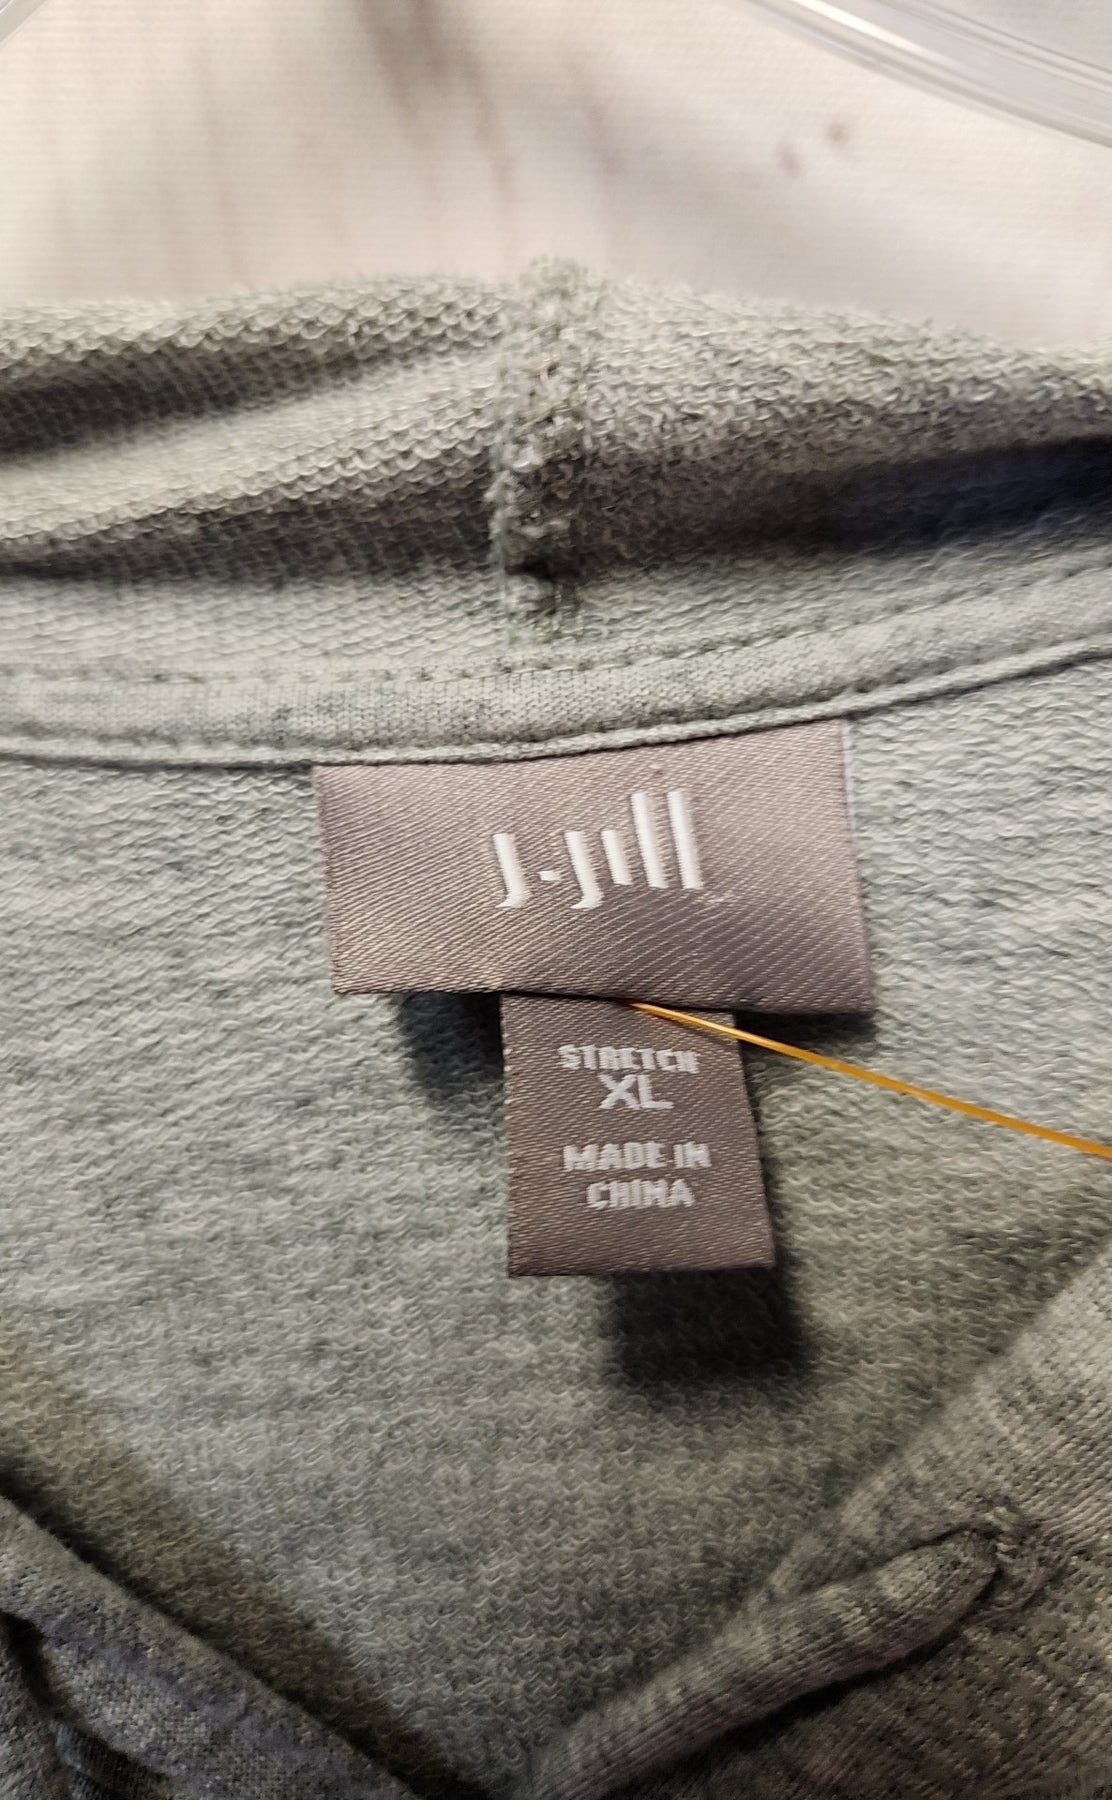 J.Jill
STRETCH
XL
MADE IN
CHINA